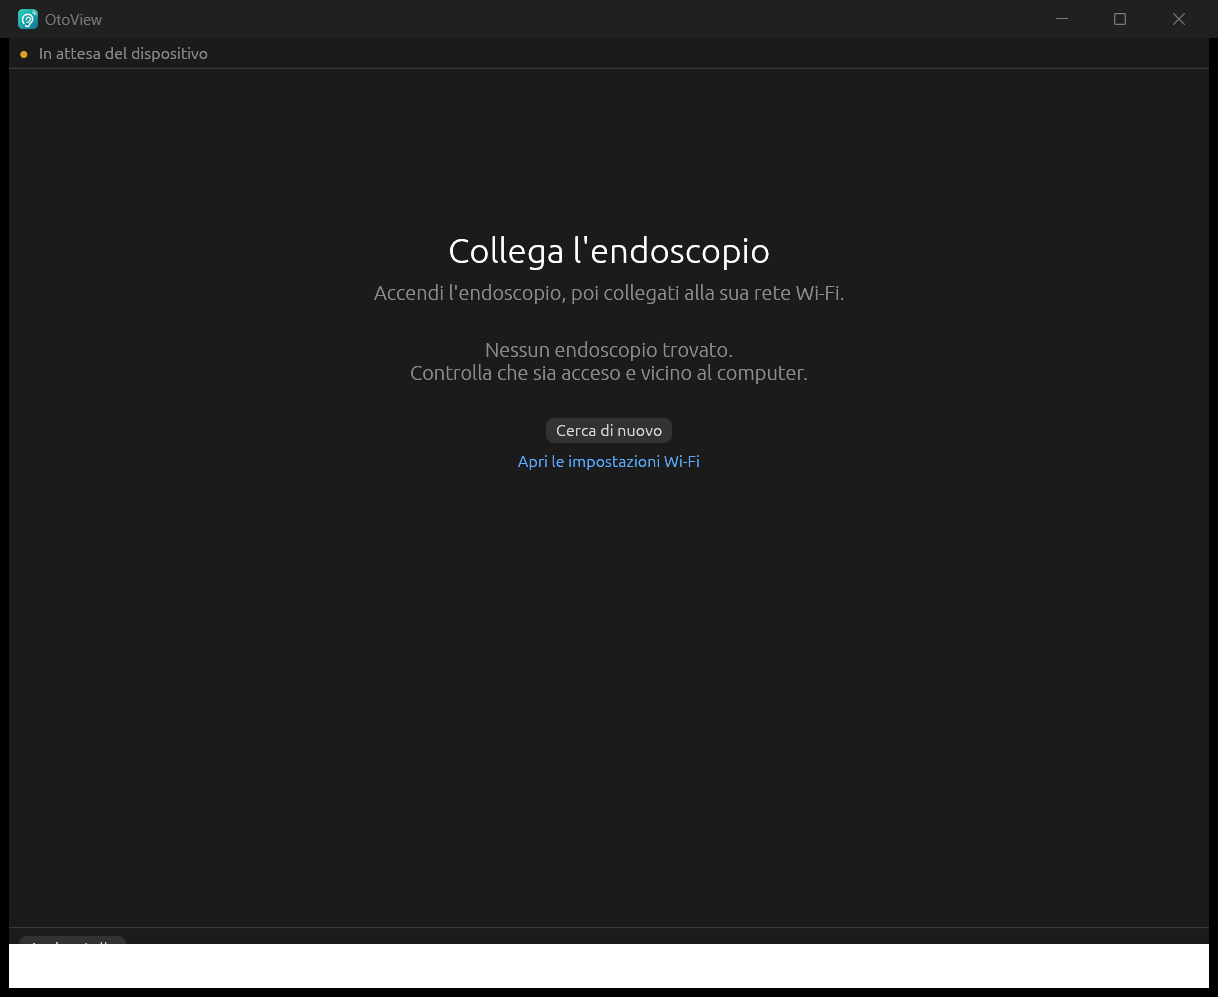 OtoView
In attesa del dispositivo
Collega l'endoscopio
Accendi l'endoscopio, poi collegati alla sua rete Wi-Fi.
Nessun endoscopio trovato.
Controlla che sia acceso e vicino al computer.
Cerca di nuovo
Apri le impostazioni Wi-Fi